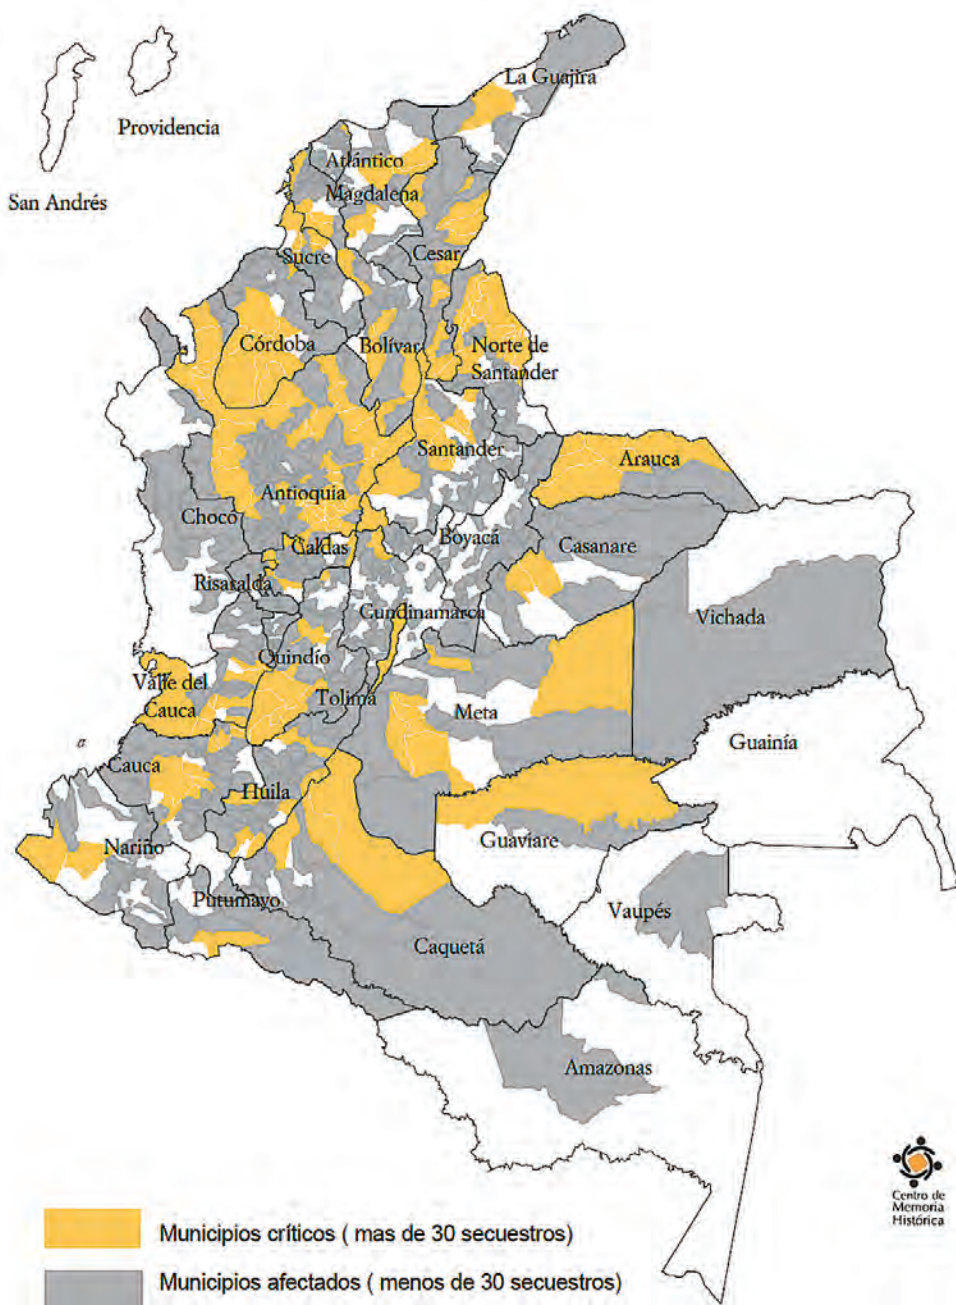 La Guajira
Providencia
San Andrés
Atlántico
Magdalena
Sucre
Cesar
Córdoba
Bolívar
Norte de
Santander
Santander
Arauca
Antioquia
Chocó
Boyacá
Caldas
Casanare
Risaralda
Cundinamarca
Vichada
Quindío
Valle del
Cauca
Tolima
Meta
Guainía
Cauca
Huila
Nariño
Guaviare
Putumayo
Vaupés
Caquetá
Amazonas
Centro de
Memoria
Histórica
Municipios críticos ( mas de 30 secuestros)
Municipios afectados ( menos de 30 secuestros)